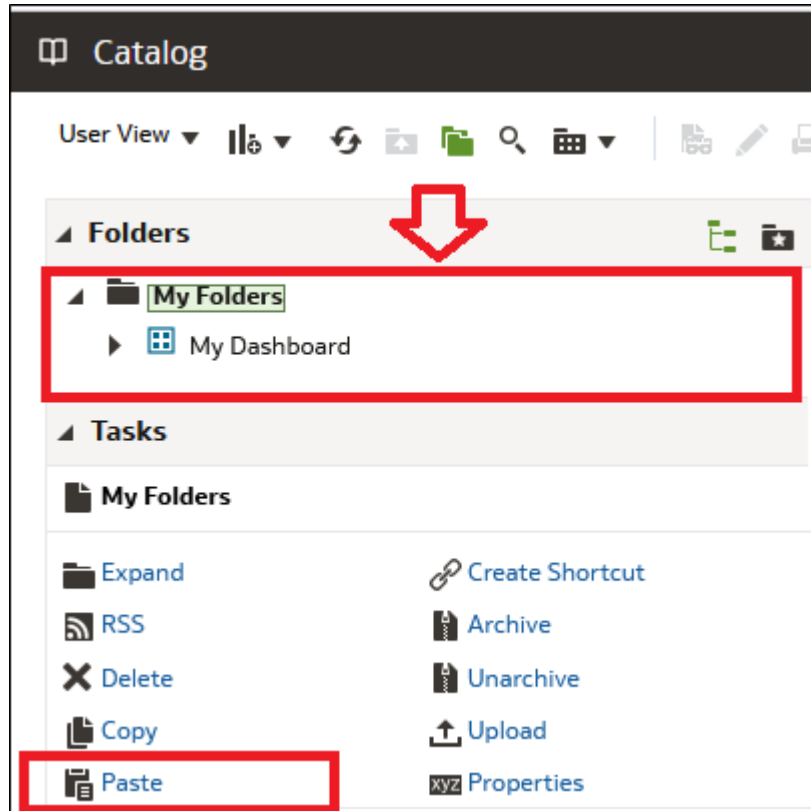 Catalog
User View
Folders
My Folders
My Dashboard
Tasks
My Folders
Expand Create Shortcut
RSS Archive
Delete Unarchive
Copy Upload
Paste xyz Properties